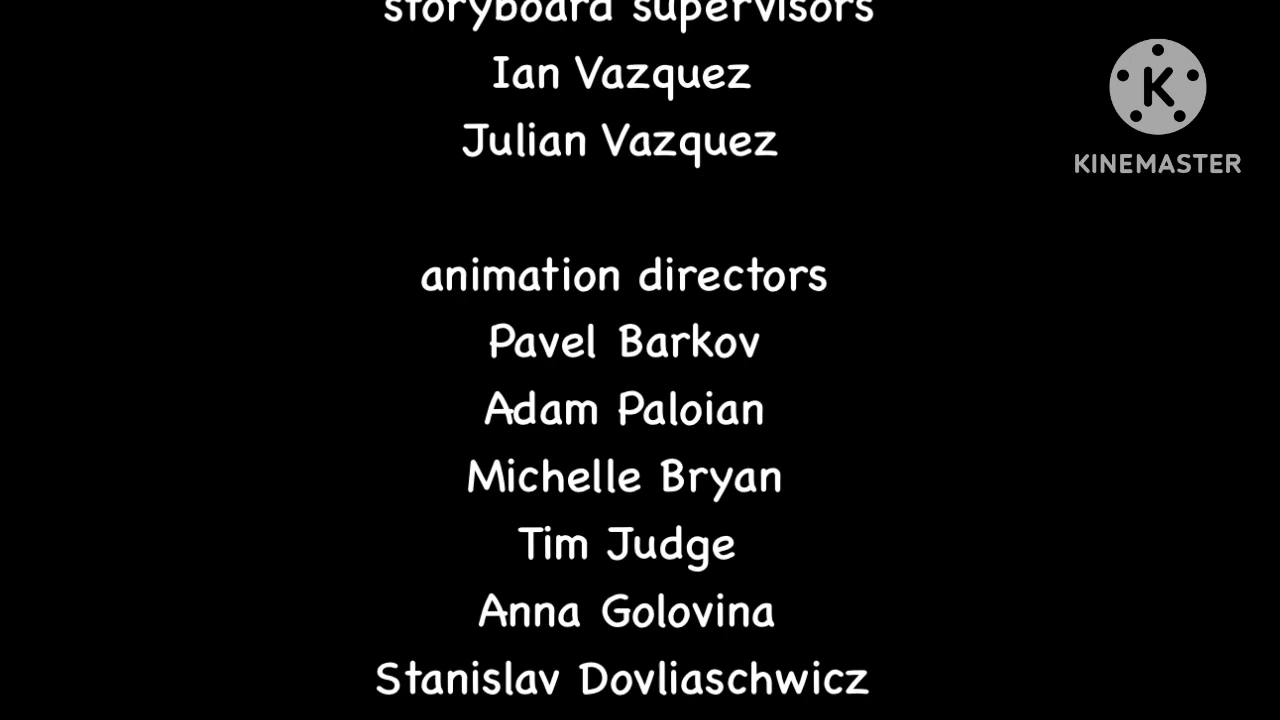 storyboard supervisors
Ian Vazquez
Julian Vazquez
K
KINEMASTER
animation directors
Pavel Barkov
Adam Paloian
Michelle Bryan
Tim Judge
Anna Golovina
Stanislav Dovliaschwicz